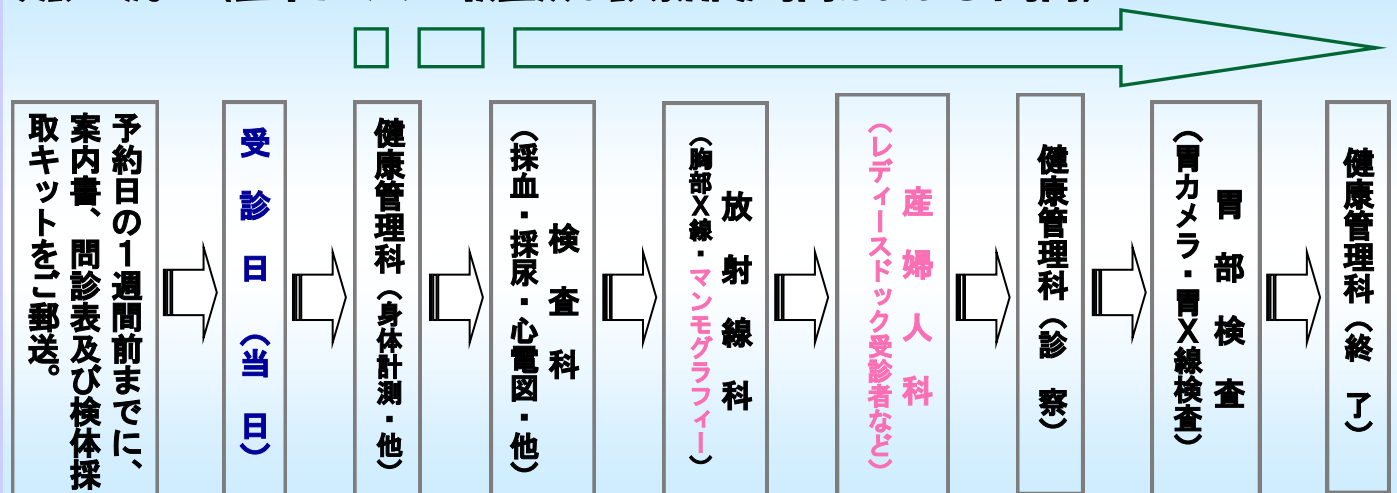 予約日の1週間前までに、
案内書、問診表及び検体採
取キットをご郵送。
受診日(当日)
健康管理科(身体計測・他)
検査科
(採血・採尿・心電図・他)
放射線科
(胸部X線・マンモグラフィー)
産婦人科
(レディースドック受診者など)
健康管理科(診察)
胃部検査
(胃カメラ・胃X線検査)
健康管理科(終了)